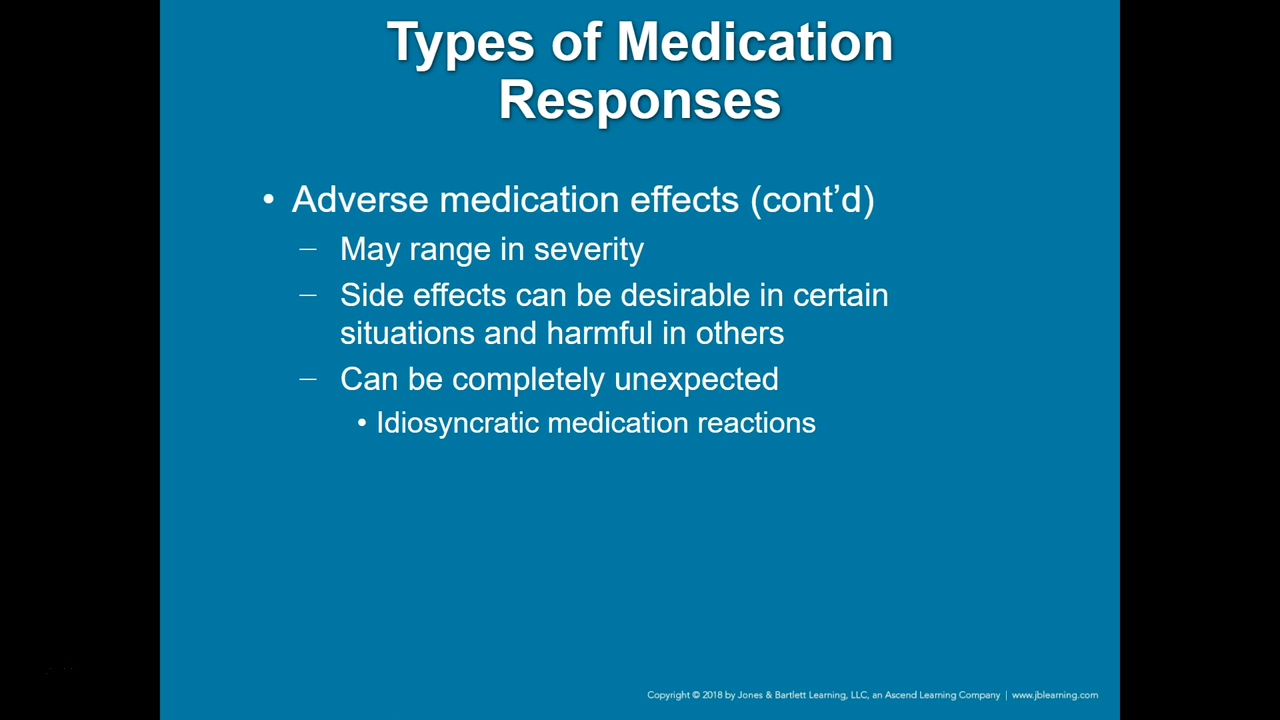 Types of Medication
Responses
• Adverse medication effects (cont’d)
– May range in severity
– Side effects can be desirable in certain
situations and harmful in others
– Can be completely unexpected
• Idiosyncratic medication reactions
Copyright © 2018 by Jones & Bartlett Learning, LLC, an Ascend Learning Company | www.jblearning.com